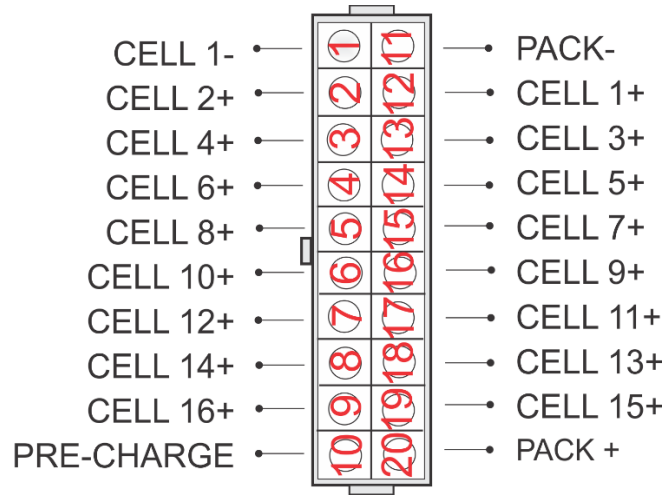 CELL 1- 1 11 PACK-
CELL 2+ 2 12 CELL 1+
CELL 4+ 3 13 CELL 3+
CELL 6+ 4 14 CELL 5+
CELL 8+ 5 15 CELL 7+
CELL 10+ 6 16 CELL 9+
CELL 12+ 7 17 CELL 11+
CELL 14+ 8 18 CELL 13+
CELL 16+ 9 19 CELL 15+
PRE-CHARGE 10 20 PACK +